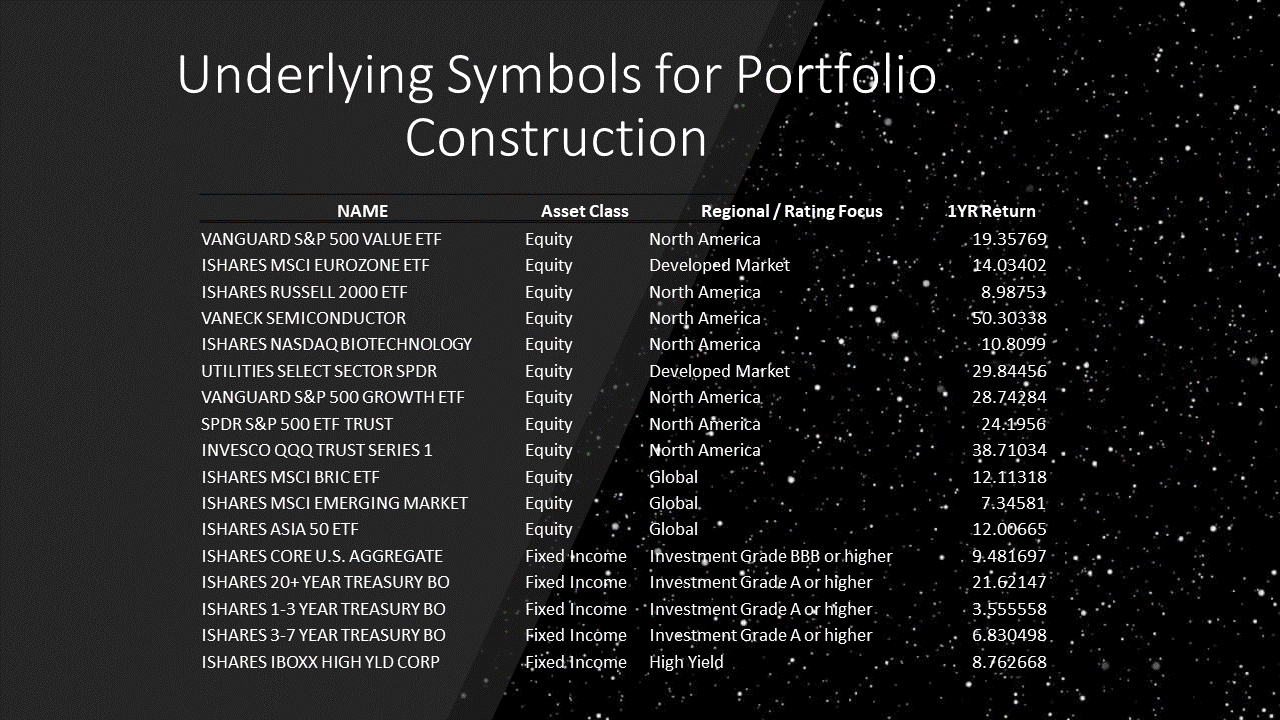 Underlying Symbols for Portfolio
Construction
NAME Asset Class Regional / Rating Focus 1YR Return
VANGUARD S&P 500 VALUE ETF Equity North America 19.35769
ISHARES MSCI EUROZONE ETF Equity Developed Market 14.03402
ISHARES RUSSELL 2000 ETF Equity North America 8.98753
VANECK SEMICONDUCTOR Equity North America 50.30338
ISHARES NASDAQ BIOTECHNOLOGY Equity North America 10.8099
UTILITIES SELECT SECTOR SPDR Equity Developed Market 29.84456
VANGUARD S&P 500 GROWTH ETF Equity North America 28.74284
SPDR S&P 500 ETF TRUST Equity North America 24.1956
INVESCO QQQ TRUST SERIES 1 Equity North America 38.71034
ISHARES MSCI BRIC ETF Equity Global 12.11318
ISHARES MSCI EMERGING MARKET Equity Global 7.34581
ISHARES ASIA 50 ETF Equity Global 12.00665
ISHARES CORE U.S. AGGREGATE Fixed Income Investment Grade BBB or higher 9.481697
ISHARES 20+ YEAR TREASURY BO Fixed Income Investment Grade A or higher 21.62147
ISHARES 1-3 YEAR TREASURY BO Fixed Income Investment Grade A or higher 3.555558
ISHARES 3-7 YEAR TREASURY BO Fixed Income Investment Grade A or higher 6.830498
ISHARES IBOXX HIGH YLD CORP Fixed Income High Yield 8.762668